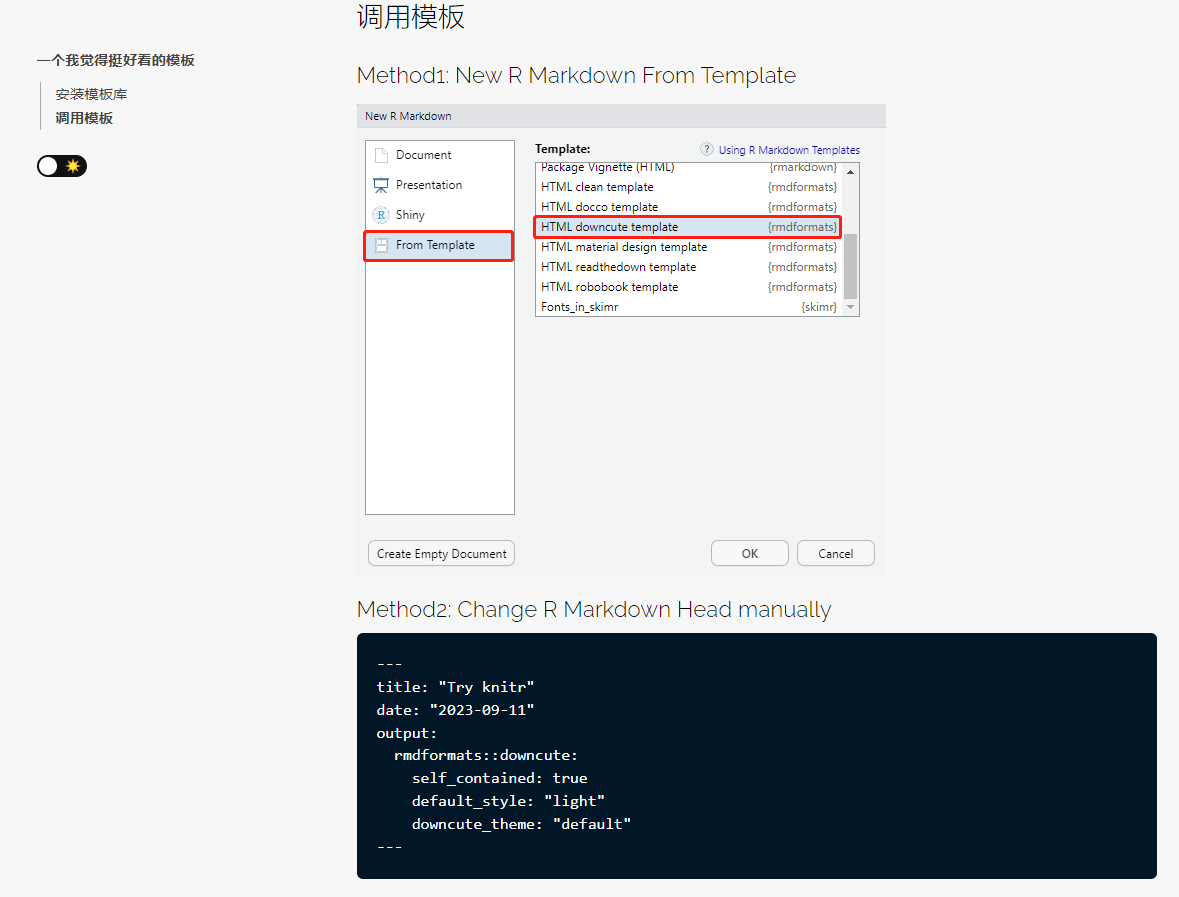 调用模板
一个我觉得挺好看的模板
安装模板库
调用模板
Method1: New R Markdown From Template
New R Markdown
Document
Presentation
Shiny
From Template
Template:
? Using R Markdown Templates
Package Vignette (HTML) {rmarkdown}
HTML clean template {rmdformats}
HTML docco template {rmdformats}
HTML downcute template {rmdformats}
HTML material design template {rmdformats}
HTML readthedown template {rmdformats}
HTML robobook template {rmdformats}
Fonts_in_skimr {skimr}
Create Empty Document
OK
Cancel
Method2: Change R Markdown Head manually
---
title: "Try knitr"
date: "2023-09-11"
output:
  rmdformats::downcute:
    self_contained: true
    default_style: "light"
    downcute_theme: "default"
---